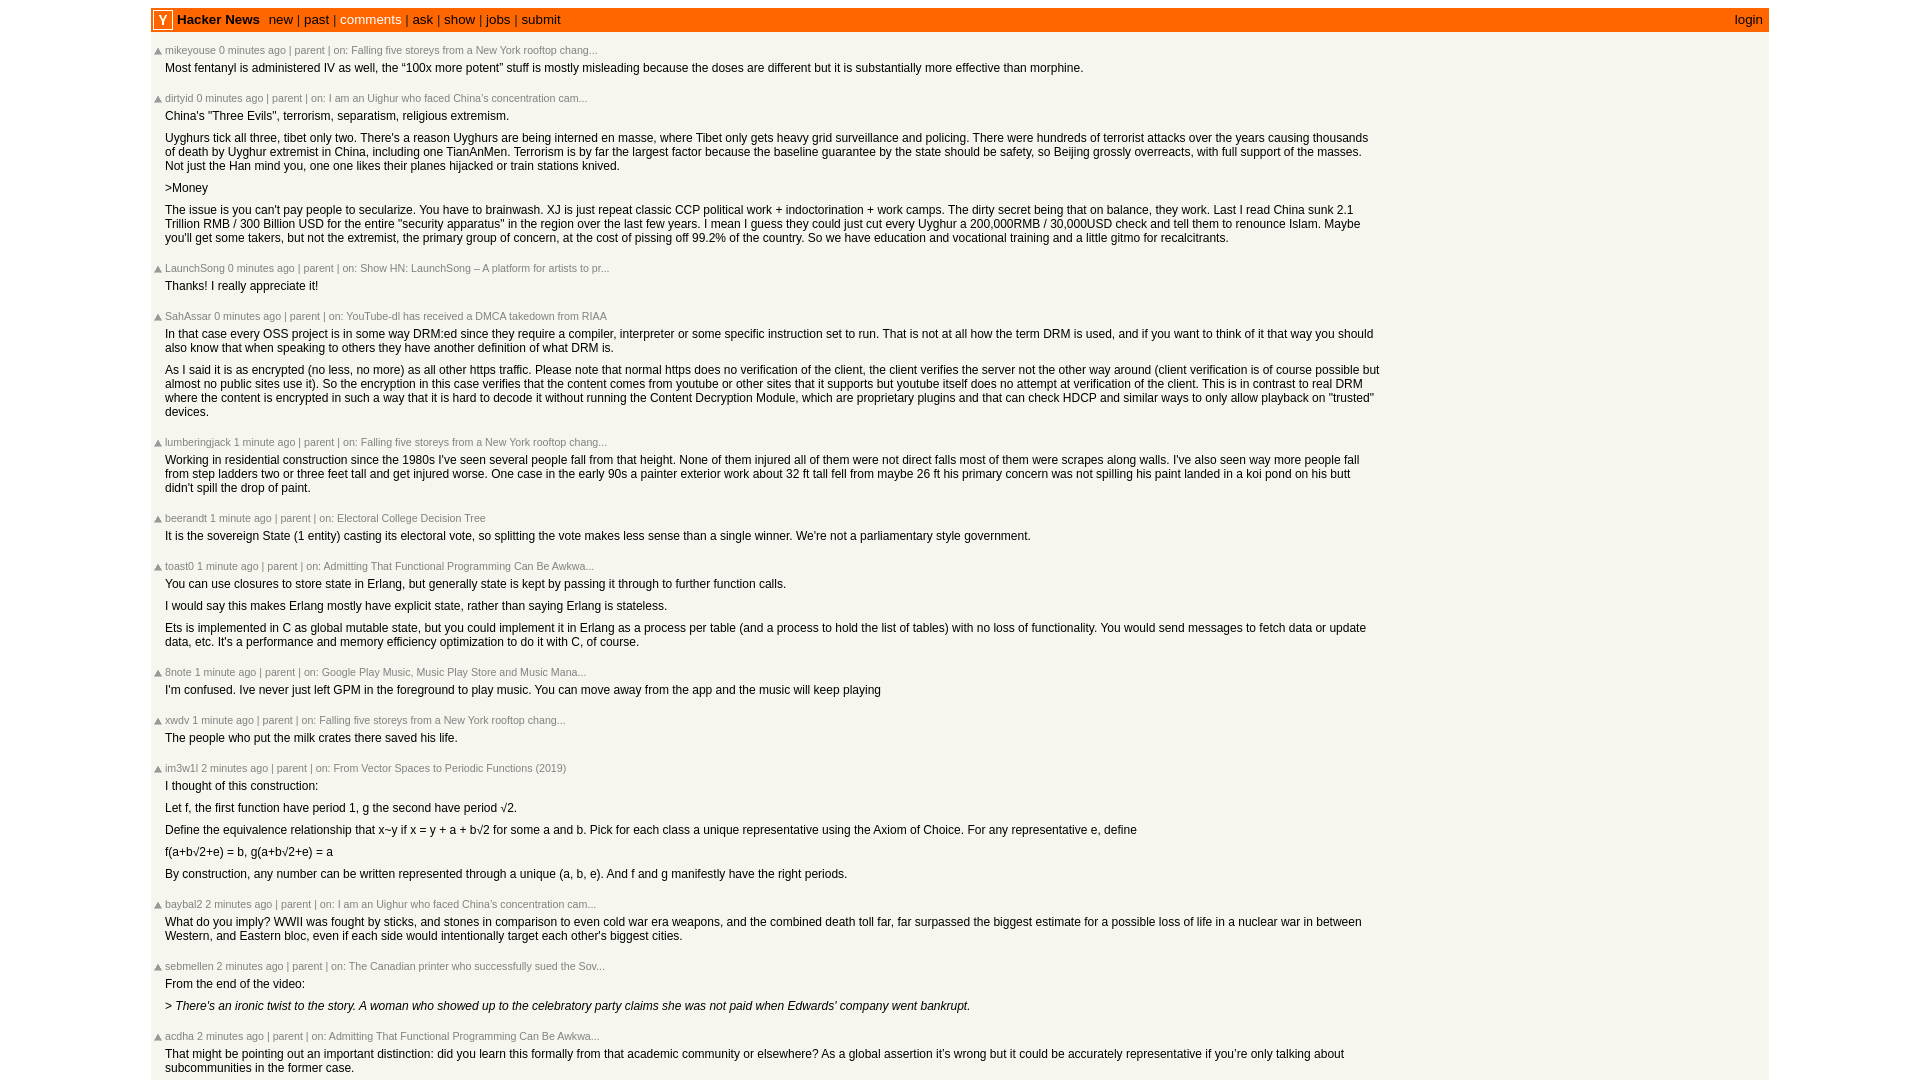 Y Hacker News new | past | comments | ask | show | jobs | submit login
mikeyouse 0 minutes ago | parent | on: Falling five storeys from a New York rooftop chang...
Most fentanyl is administered IV as well, the “100x more potent” stuff is mostly misleading because the doses are different but it is substantially more effective than morphine.
dirtyid 0 minutes ago | parent | on: I am an Uighur who faced China’s concentration cam...
China's "Three Evils", terrorism, separatism, religious extremism.
Uyghurs tick all three, tibet only two. There's a reason Uyghurs are being interned en masse, where Tibet only gets heavy grid surveillance and policing. There were hundreds of terrorist attacks over the years causing thousands
of death by Uyghur extremist in China, including one TianAnMen. Terrorism is by far the largest factor because the baseline guarantee by the state should be safety, so Beijing grossly overreacts, with full support of the masses.
Not just the Han mind you, one one likes their planes hijacked or train stations knived.
>Money
The issue is you can't pay people to secularize. You have to brainwash. XJ is just repeat classic CCP political work + indoctorination + work camps. The dirty secret being that on balance, they work. Last I read China sunk 2.1
Trillion RMB / 300 Billion USD for the entire "security apparatus" in the region over the last few years. I mean I guess they could just cut every Uyghur a 200,000RMB / 30,000USD check and tell them to renounce Islam. Maybe
you'll get some takers, but not the extremist, the primary group of concern, at the cost of pissing off 99.2% of the country. So we have education and vocational training and a little gitmo for recalcitrants.
LaunchSong 0 minutes ago | parent | on: Show HN: LaunchSong – A platform for artists to pr...
Thanks! I really appreciate it!
SahAssar 0 minutes ago | parent | on: YouTube-dl has received a DMCA takedown from RIAA
In that case every OSS project is in some way DRM:ed since they require a compiler, interpreter or some specific instruction set to run. That is not at all how the term DRM is used, and if you want to think of it that way you should
also know that when speaking to others they have another definition of what DRM is.
As I said it is as encrypted (no less, no more) as all other https traffic. Please note that normal https does no verification of the client, the client verifies the server not the other way around (client verification is of course possible but
almost no public sites use it). So the encryption in this case verifies that the content comes from youtube or other sites that it supports but youtube itself does no attempt at verification of the client. This is in contrast to real DRM
where the content is encrypted in such a way that it is hard to decode it without running the Content Decryption Module, which are proprietary plugins and that can check HDCP and similar ways to only allow playback on "trusted"
devices.
lumberingjack 1 minute ago | parent | on: Falling five storeys from a New York rooftop chang...
Working in residential construction since the 1980s I've seen several people fall from that height. None of them injured all of them were not direct falls most of them were scrapes along walls. I've also seen way more people fall
from step ladders two or three feet tall and get injured worse. One case in the early 90s a painter exterior work about 32 ft tall fell from maybe 26 ft his primary concern was not spilling his paint landed in a koi pond on his butt
didn't spill the drop of paint.
beerandt 1 minute ago | parent | on: Electoral College Decision Tree
It is the sovereign State (1 entity) casting its electoral vote, so splitting the vote makes less sense than a single winner. We're not a parliamentary style government.
toast0 1 minute ago | parent | on: Admitting That Functional Programming Can Be Awkwa...
You can use closures to store state in Erlang, but generally state is kept by passing it through to further function calls.
I would say this makes Erlang mostly have explicit state, rather than saying Erlang is stateless.
Ets is implemented in C as global mutable state, but you could implement it in Erlang as a process per table (and a process to hold the list of tables) with no loss of functionality. You would send messages to fetch data or update
data, etc. It's a performance and memory efficiency optimization to do it with C, of course.
8note 1 minute ago | parent | on: Google Play Music, Music Play Store and Music Mana...
I'm confused. Ive never just left GPM in the foreground to play music. You can move away from the app and the music will keep playing
xwdv 1 minute ago | parent | on: Falling five storeys from a New York rooftop chang...
The people who put the milk crates there saved his life.
im3w1l 2 minutes ago | parent | on: From Vector Spaces to Periodic Functions (2019)
I thought of this construction:
Let f, the first function have period 1, g the second have period √2.
Define the equivalence relationship that x~y if x = y + a + b√2 for some a and b. Pick for each class a unique representative using the Axiom of Choice. For any representative e, define
f(a+b√2+e) = b, g(a+b√2+e) = a
By construction, any number can be written represented through a unique (a, b, e). And f and g manifestly have the right periods.
baybal2 2 minutes ago | parent | on: I am an Uighur who faced China’s concentration cam...
What do you imply? WWII was fought by sticks, and stones in comparison to even cold war era weapons, and the combined death toll far, far surpassed the biggest estimate for a possible loss of life in a nuclear war in between
Western, and Eastern bloc, even if each side would intentionally target each other's biggest cities.
sebmellen 2 minutes ago | parent | on: The Canadian printer who successfully sued the Sov...
From the end of the video:
> There's an ironic twist to the story. A woman who showed up to the celebratory party claims she was not paid when Edwards' company went bankrupt.
acdha 2 minutes ago | parent | on: Admitting That Functional Programming Can Be Awkwa...
That might be pointing out an important distinction: did you learn this formally from that academic community or elsewhere? As a global assertion it’s wrong but it could be accurately representative if you’re only talking about
subcommunities in the former case.